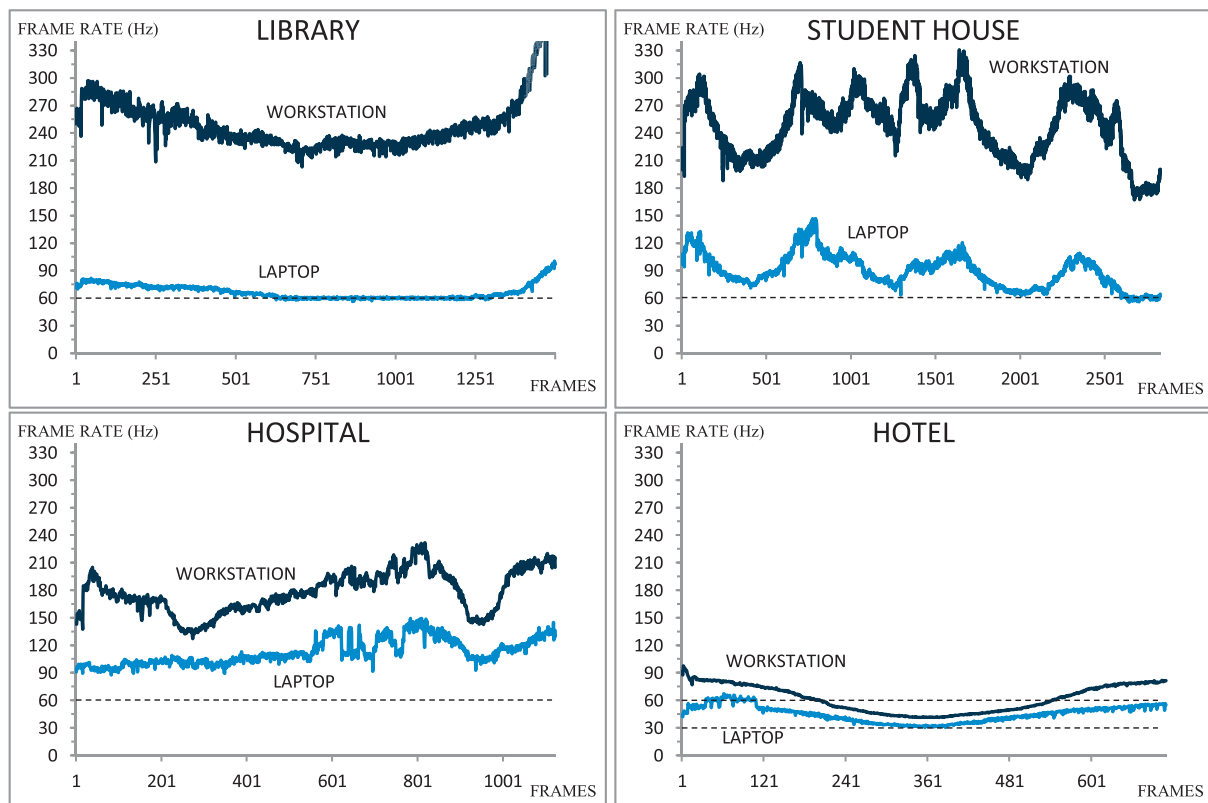 FRAME RATE (Hz)
LIBRARY
330
300
270
240
210
180
150
120
90
60
30
0
WORKSTATION
LAPTOP
1 251 501 751 1001 1251
FRAMES
FRAME RATE (Hz)
STUDENT HOUSE
330
300
270
240
210
180
150
120
90
60
30
0
WORKSTATION
LAPTOP
1 501 1001 1501 2001 2501
FRAMES
FRAME RATE (Hz)
HOSPITAL
330
300
270
240
210
180
150
120
90
60
30
0
WORKSTATION
LAPTOP
1 201 401 601 801 1001
FRAMES
FRAME RATE (Hz)
HOTEL
330
300
270
240
210
180
150
120
90
60
30
0
WORKSTATION
LAPTOP
1 121 241 361 481 601
FRAMES